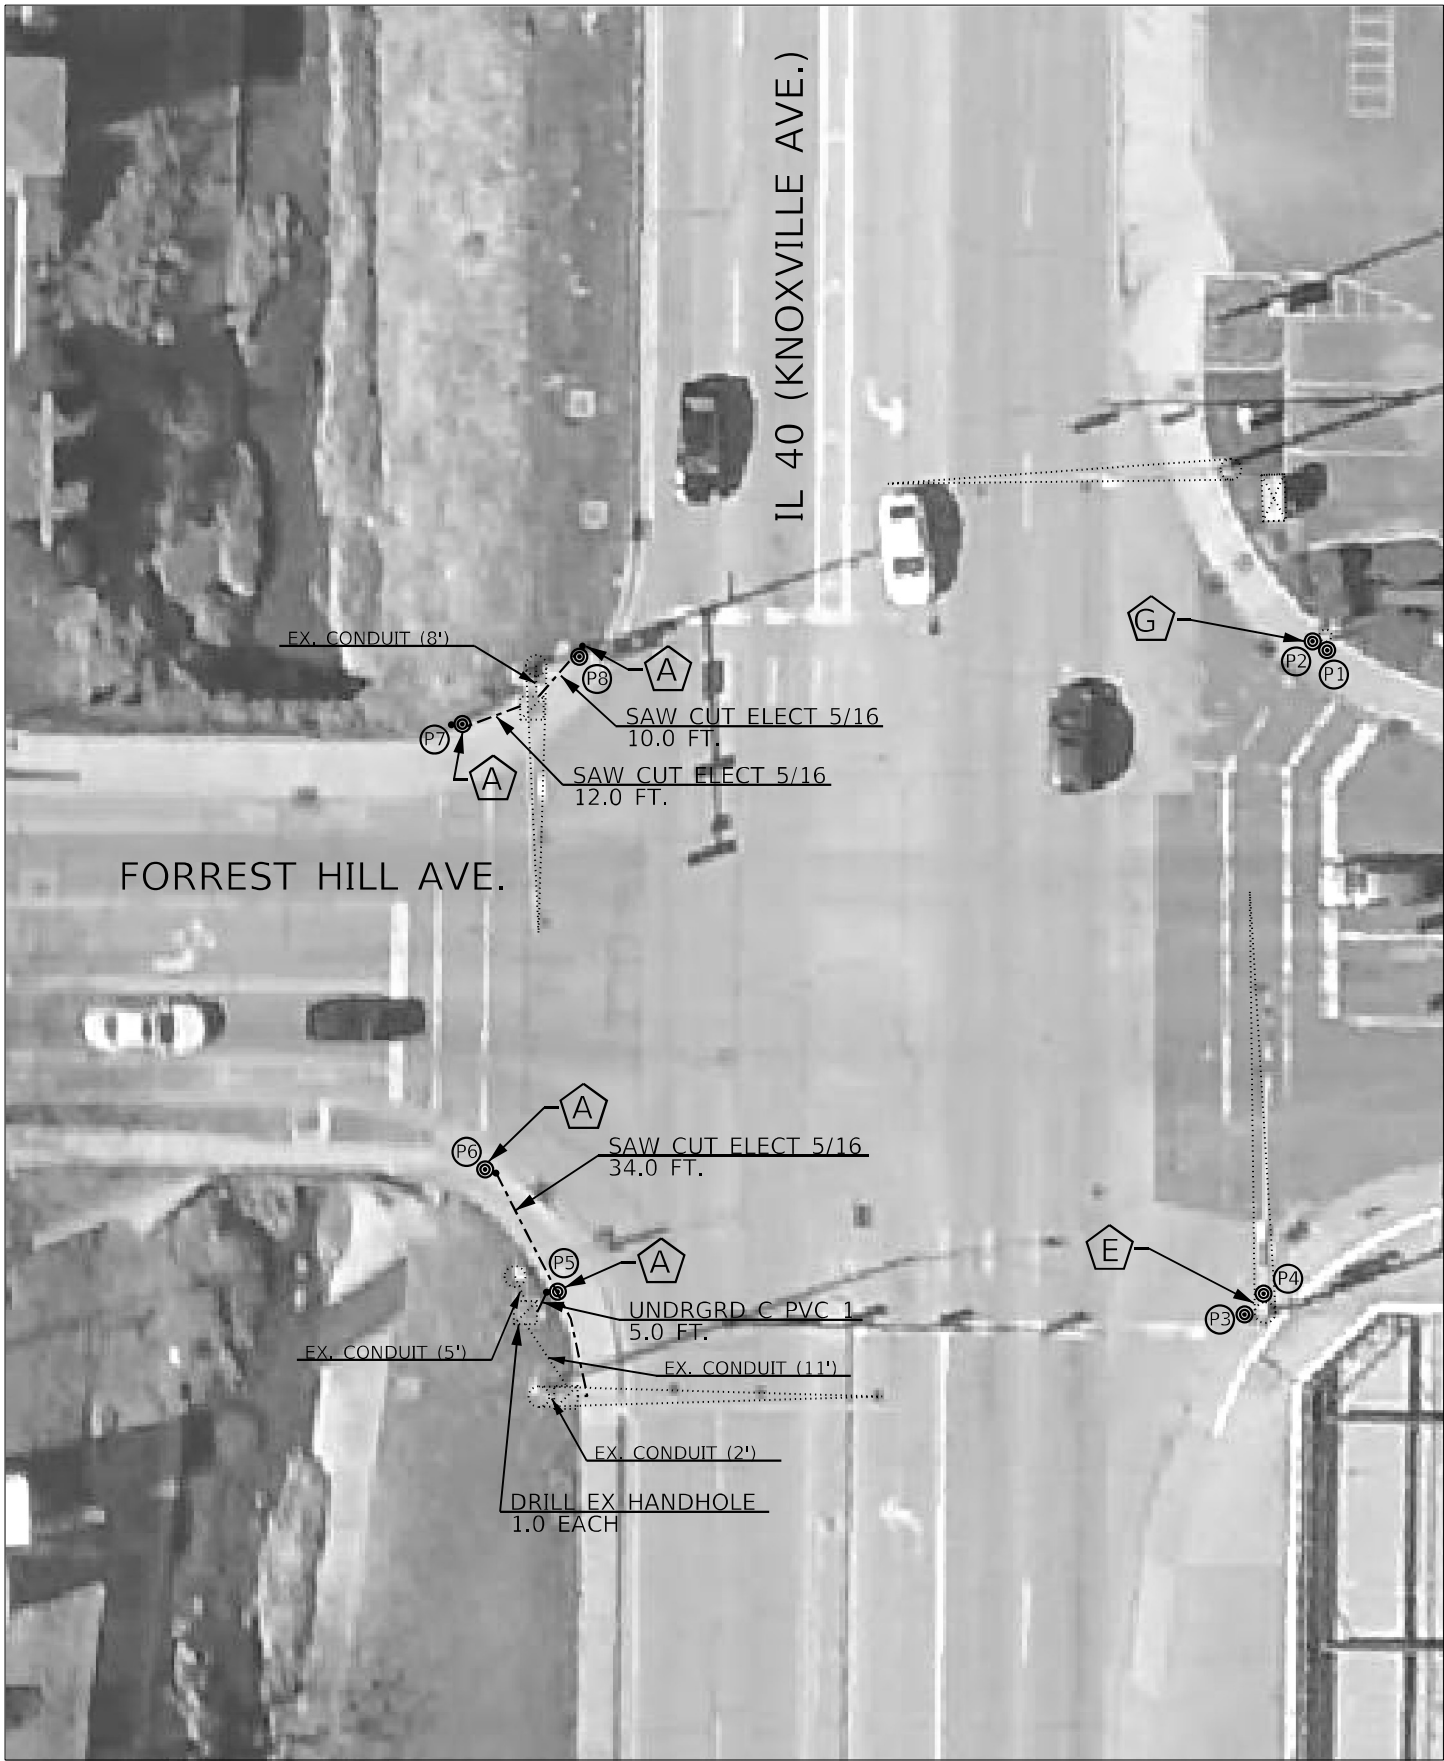 IL 40 (KNOXVILLE AVE.)
EX. CONDUIT (8')
G
P2
P1
A
P8
P7
SAW CUT ELECT 5/16
10.0 FT.
A
SAW CUT ELECT 5/16
12.0 FT.
FORREST HILL AVE.
A
P6
SAW CUT ELECT 5/16
34.0 FT.
P5
A
E
P4
P3
UNDRGRD C PVC 1
5.0 FT.
EX. CONDUIT (5')
EX. CONDUIT (11')
EX. CONDUIT (2')
DRILL EX HANDHOLE
1.0 EACH